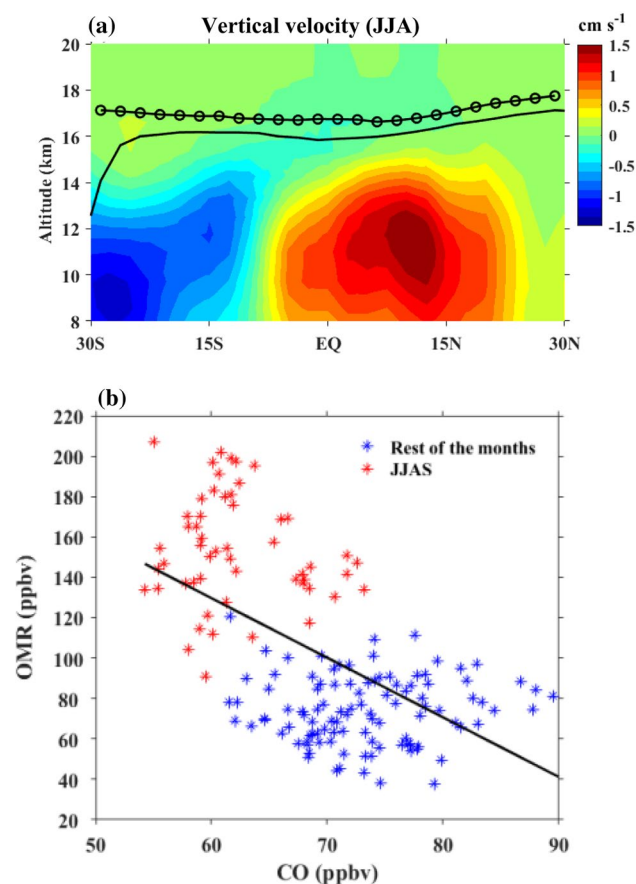 (a) Vertical velocity (JJA)
cm s⁻¹
20
18
16
14
12
10
8
Altitude (km)
30S 15S EQ 15N 30N
1.5
1
0.5
0
-0.5
-1
-1.5
(b)
220
200
180
160
140
120
100
80
60
40
20
OMR (ppbv)
Rest of the months
JJAS
50 60 70 80 90
CO (ppbv)